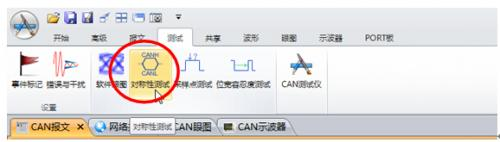 开始 高级 报文 测试 共享 波形 眼图 示波器 PORT板
CANH
CANL
事件标记 错误与干扰 软件眼图 对称性测试 采样点测试 位宽容忍度测试 CAN测试仪
设置
CAN报文 × 网络 对称性测试 CAN眼图 CAN示波器